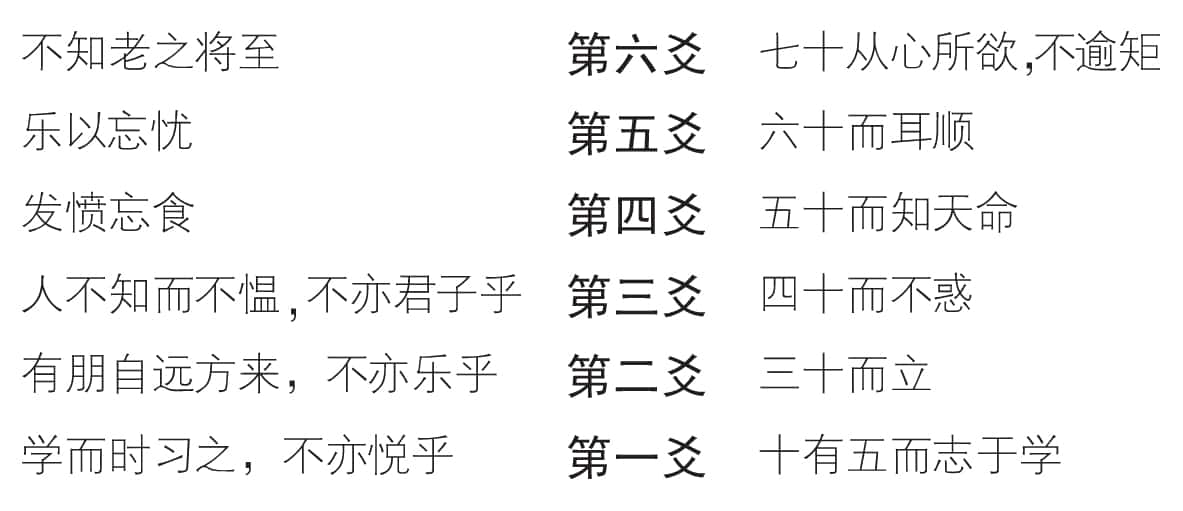 不知老之将至 第六爻 七十从心所欲,不逾矩
乐以忘忧 第五爻 六十而耳顺
发愤忘食 第四爻 五十而知天命
人不知而不愠,不亦君子乎 第三爻 四十而不惑
有朋自远方来，不亦乐乎 第二爻 三十而立
学而时习之，不亦悦乎 第一爻 十有五而志于学